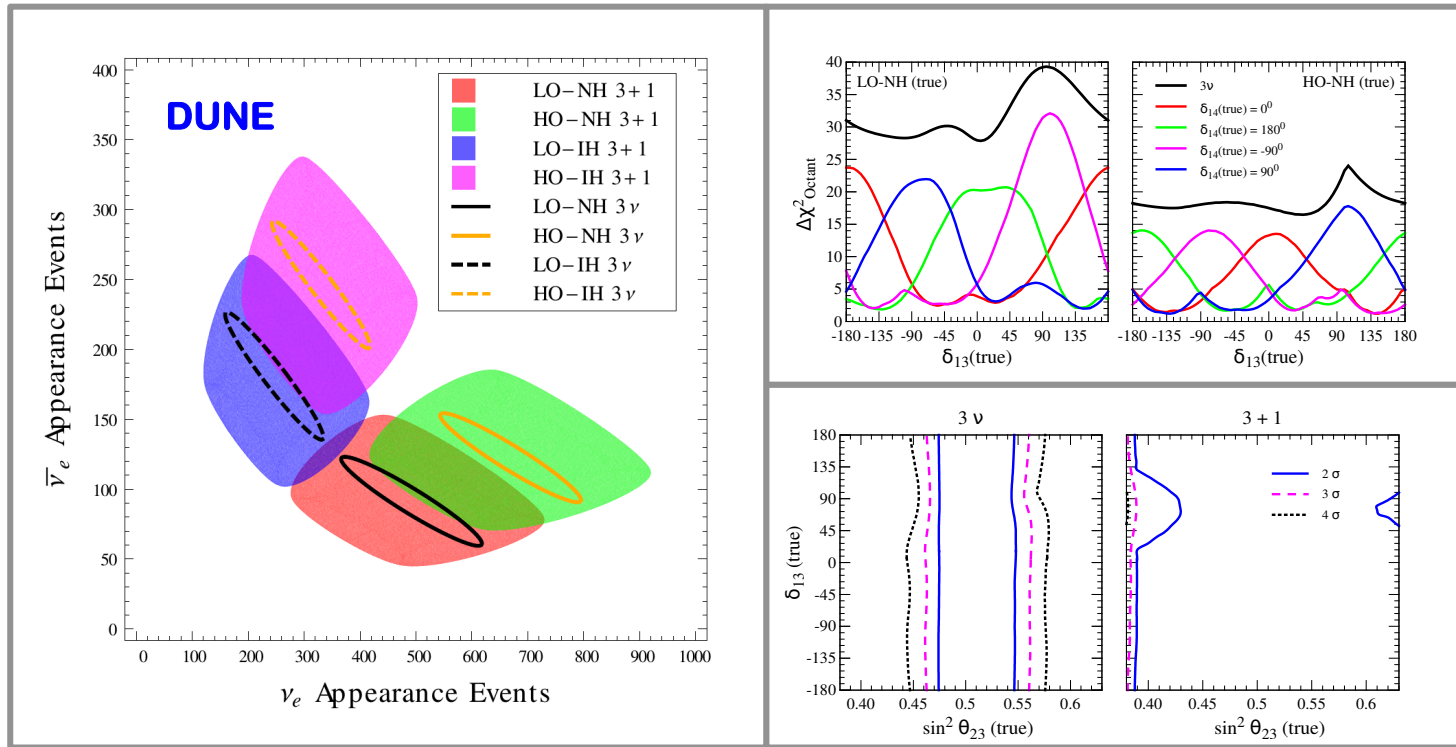 DUNE
LO−NH 3+1
HO−NH 3+1
LO−IH 3+1
HO−IH 3+1
LO−NH 3ν
HO−NH 3ν
LO−IH 3ν
HO−IH 3ν
400
350
300
250
200
150
100
50
0
ν̅e Appearance Events
0 100 200 300 400 500 600 700 800 900 1000
νe Appearance Events
LO-NH (true)
40
35
30
25
20
15
10
5
0
Δχ²Octant
-180 -135 -90 -45 0 45 90 135
δ13(true)
HO-NH (true)
3ν
δ14(true) = 0⁰
δ14(true) = 180⁰
δ14(true) = -90⁰
δ14(true) = 90⁰
-180 -135 -90 -45 0 45 90 135 180
δ13(true)
3 ν
180
135
90
45
0
-45
-90
-135
-180
δ13 (true)
0.40 0.45 0.5 0.55 0.6
sin² θ23 (true)
3 + 1
2 σ
3 σ
4 σ
0.40 0.45 0.5 0.55 0.6
sin² θ23 (true)